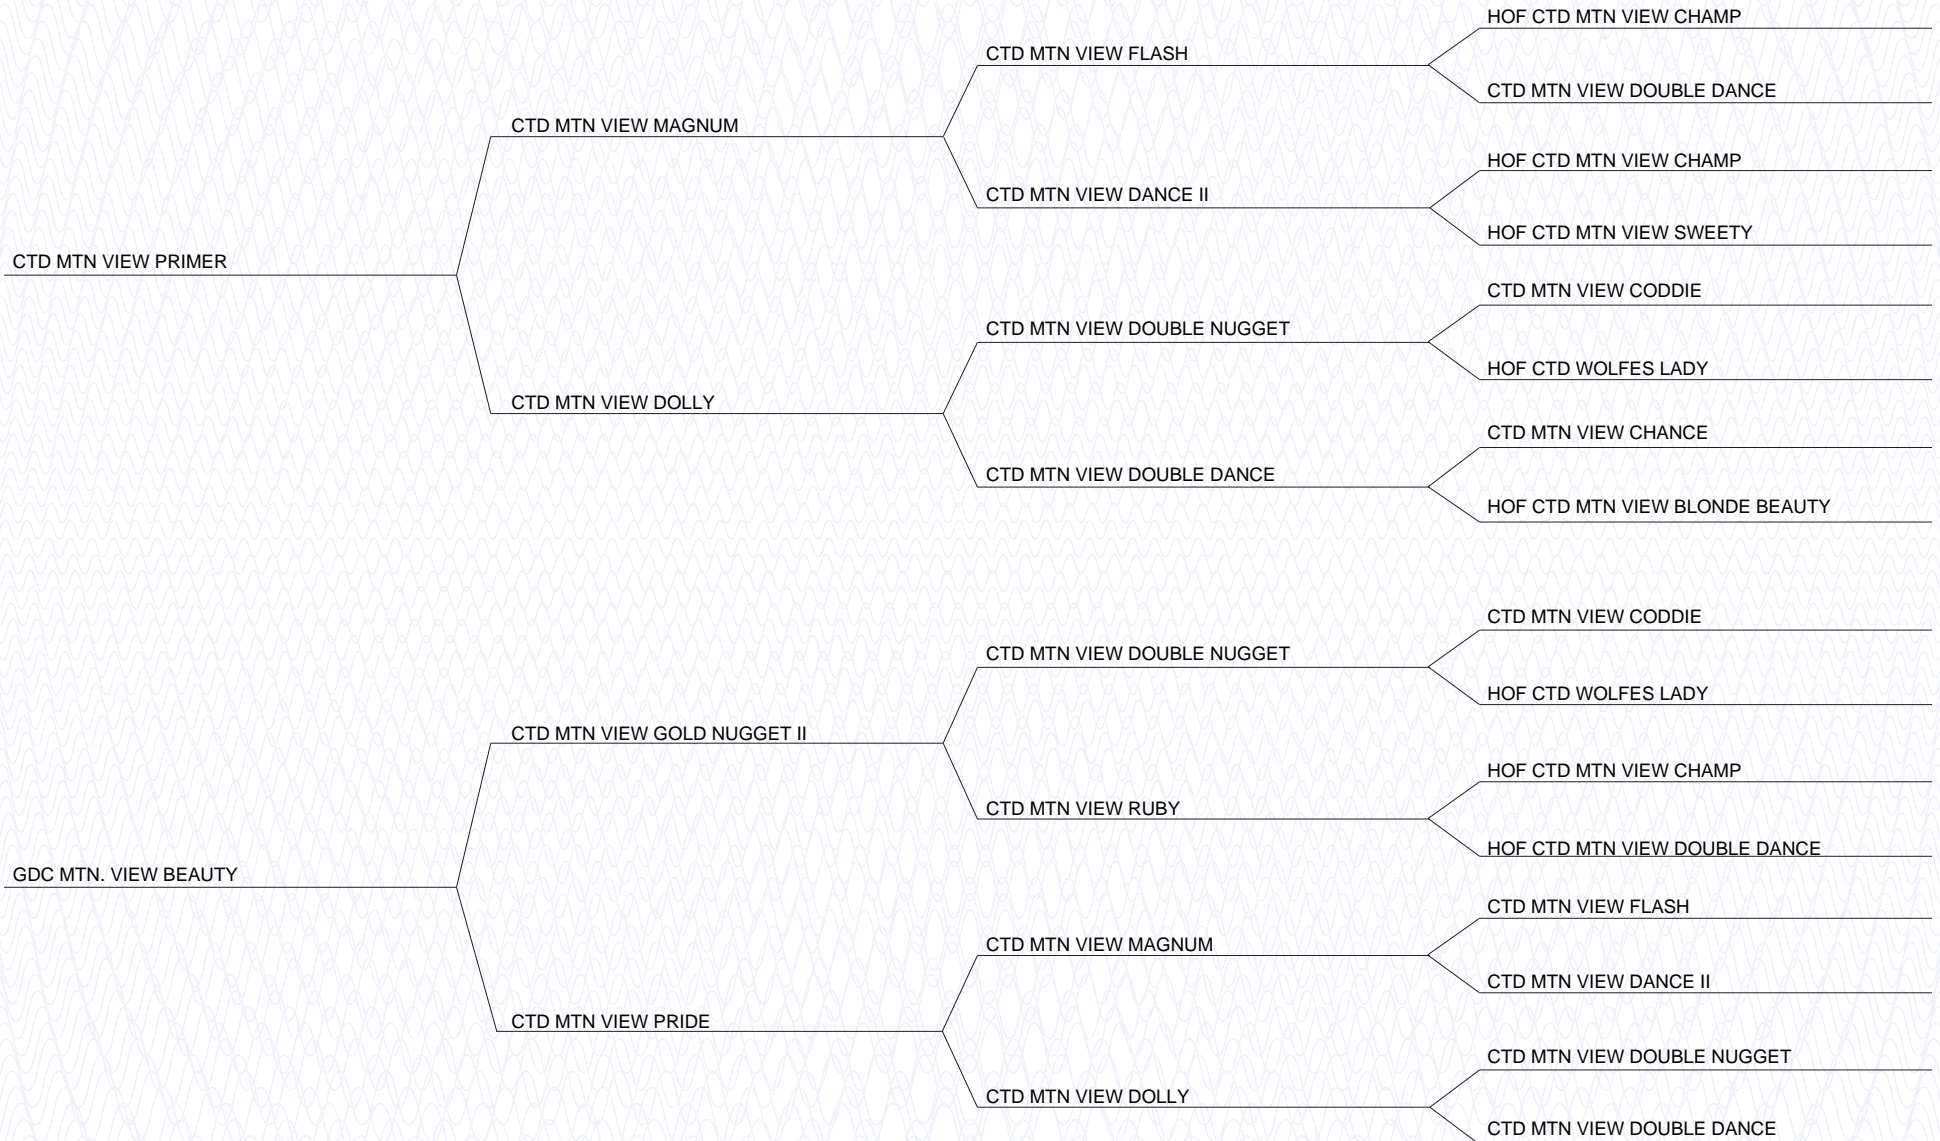 HOF CTD MTN VIEW CHAMP
CTD MTN VIEW FLASH
CTD MTN VIEW DOUBLE DANCE
CTD MTN VIEW MAGNUM
HOF CTD MTN VIEW CHAMP
CTD MTN VIEW DANCE II
HOF CTD MTN VIEW SWEETY
CTD MTN VIEW PRIMER
CTD MTN VIEW CODDIE
CTD MTN VIEW DOUBLE NUGGET
HOF CTD WOLFES LADY
CTD MTN VIEW DOLLY
CTD MTN VIEW CHANCE
CTD MTN VIEW DOUBLE DANCE
HOF CTD MTN VIEW BLONDE BEAUTY
CTD MTN VIEW CODDIE
CTD MTN VIEW DOUBLE NUGGET
HOF CTD WOLFES LADY
CTD MTN VIEW GOLD NUGGET II
HOF CTD MTN VIEW CHAMP
CTD MTN VIEW RUBY
HOF CTD MTN VIEW DOUBLE DANCE
GDC MTN. VIEW BEAUTY
CTD MTN VIEW FLASH
CTD MTN VIEW MAGNUM
CTD MTN VIEW DANCE II
CTD MTN VIEW PRIDE
CTD MTN VIEW DOUBLE NUGGET
CTD MTN VIEW DOLLY
CTD MTN VIEW DOUBLE DANCE